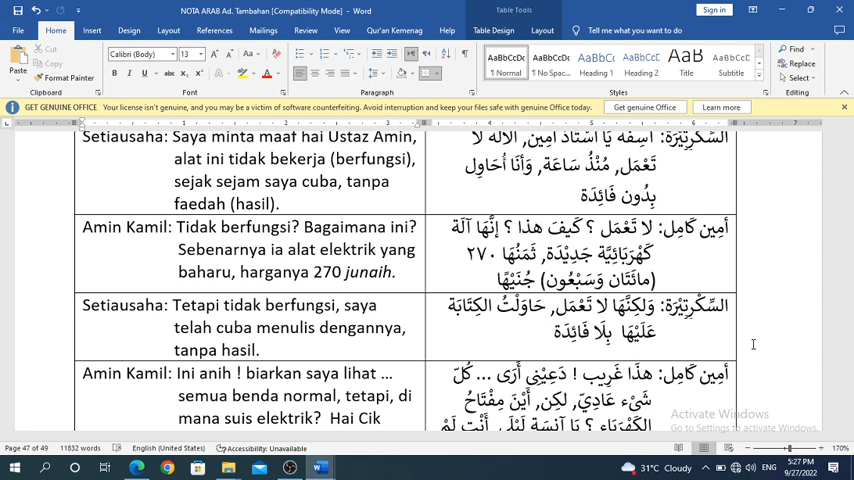 NOTA ARAB Ad. Tambahan [Compatibility Mode] - Word
Table Tools
Sign in
File Home Insert Draw Design Layout References Mailings Review View Help Qur'an Kemenag Table Design Layout Tell me what you want to do
Paste
Cut
Copy
Format Painter
Clipboard
Calibri (Body) 13
Font
Paragraph
AaBbCcDc AaBbCcDc AaBbCc AaBbCcC AaB AaBbCcD
¶ Normal ¶ No Spac... Heading 1 Heading 2 Title Subtitle
Styles
Find
Replace
Select
Editing
GET GENUINE OFFICE Your license isn't genuine, and you may be a victim of software counterfeiting. Avoid interruption and keep your files safe with genuine Office today. Get genuine Office Learn more
Setiausaha: Saya minta maaf hai Ustaz Amin,
alat ini tidak bekerja (berfungsi),
sejak sejam saya cuba, tanpa
faedah (hasil).
السِّكْرِتِيْرَة: آسِفَة يَا أُسْتَاذ أَمِين, الآلَة لَا
تَعْمَل, مُنْذُ سَاعَة, وَأَنَا أُحَاوِل
بِدُون فَائِدَة
Amin Kamil: Tidak berfungsi? Bagaimana ini?
Sebenarnya ia alat elektrik yang
baharu, harganya 270 junaih.
أمِين كَامِل: لَا تَعْمَل ؟ كَيفَ هذا ؟ إنَّهَا آلَة
كَهْرَبَائِيَّة جَدِيْدَة, ثَمَنُهَا ٢٧٠
(مائَتَان وَسَبْعُون) جُنَيْهًا
Setiausaha: Tetapi tidak berfungsi, saya
telah cuba menulis dengannya,
tanpa hasil.
السِّكْرِتِيْرَة: وَلكِنَّهَا لَا تَعْمَل, حَاوَلْتُ الكِتَابَة
عَلَيْهَا بِلَا فَائِدَة
Amin Kamil: Ini anih ! biarkan saya lihat ...
semua benda normal, tetapi, di
mana suis elektrik? Hai Cik
أمِين كَامِل: هذَا غَرِيب ! دَعِيْنِي أَرَى ... كُلّ
شَيْء عَادِيّ, لكِن, أَيْنَ مِفْتَاحُ
الكَهْرَبَاء ؟ يَا آنِسَة لَيْلَى, أَنْتِ لَمْ
Activate Windows
Go to Settings to activate Windows.
Page 47 of 49 11832 words English (United States) Accessibility: Unavailable 170%
31°C Cloudy ENG 5:27 PM
9/27/2022